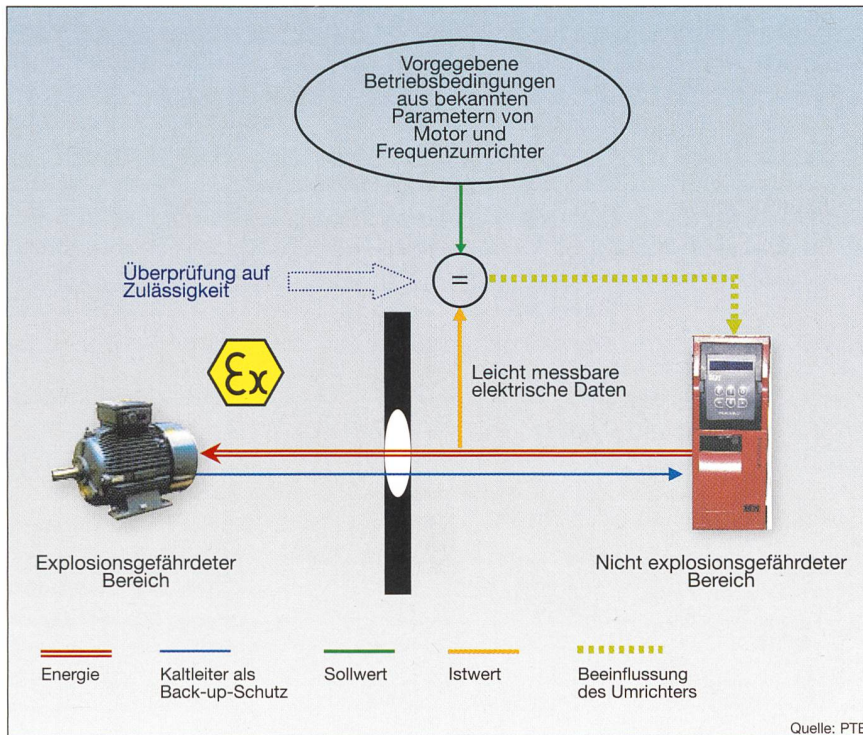 Vorgegebene
Betriebsbedingungen
aus bekannten
Parametern von
Motor und
Frequenzumrichter
Überprüfung auf
Zulässigkeit
=
Ex
Leicht messbare
elektrische Daten
Explosionsgefährdeter
Bereich
Nicht explosionsgefährdeter
Bereich
Energie
Kaltleiter als
Back-up-Schutz
Sollwert
Istwert
Beeinflussung
des Umrichters
Quelle: PTB